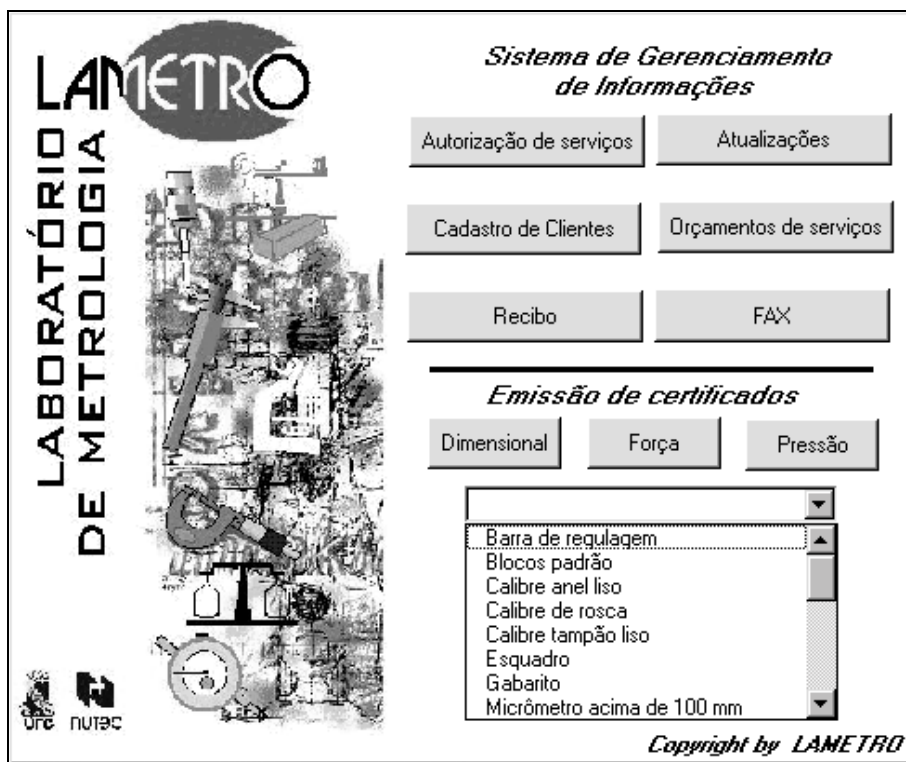 LAMETRO
LABORATÓRIO
DE METROLOGIA
Sistema de Gerenciamento
de Informações
Autorização de serviços
Atualizações
Cadastro de Clientes
Orçamentos de serviços
Recibo
FAX
Emissão de certificados
Dimensional
Força
Pressão
Barra de regulagem
Blocos padrão
Calibre anel liso
Calibre de rosca
Calibre tampão liso
Esquadro
Gabarito
Micrômetro acima de 100 mm
nutec
Copyright by LAMETRO